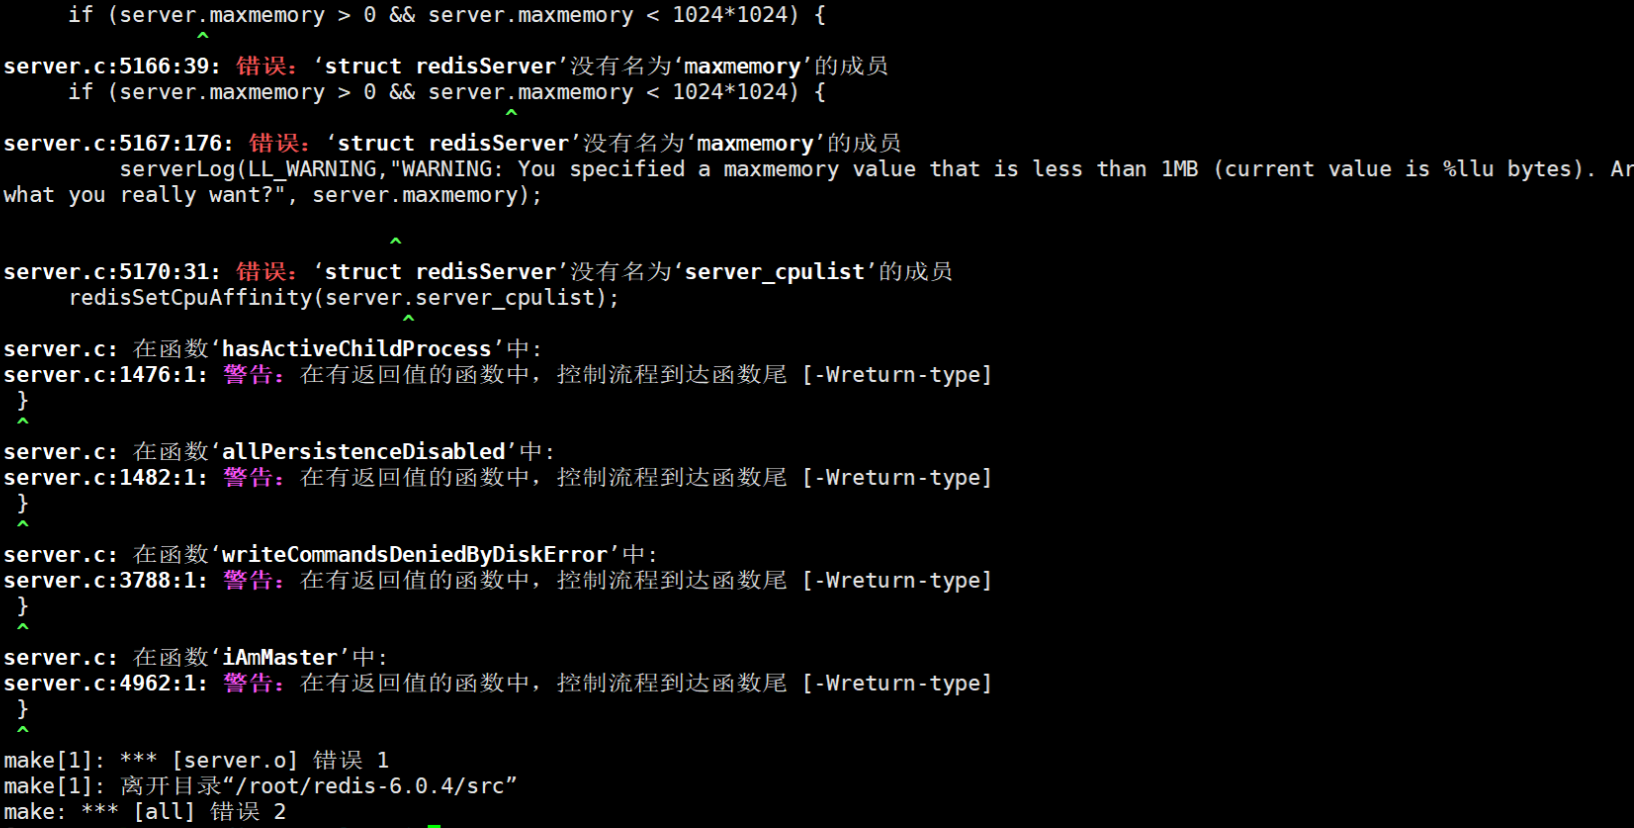 if (server.maxmemory > 0 && server.maxmemory < 1024*1024) {
^
server.c:5166:39: 错误：‘struct redisServer’没有名为‘maxmemory’的成员
if (server.maxmemory > 0 && server.maxmemory < 1024*1024) {
^
server.c:5167:176: 错误：‘struct redisServer’没有名为‘maxmemory’的成员
serverLog(LL_WARNING,"WARNING: You specified a maxmemory value that is less than 1MB (current value is %llu bytes). Ar
what you really want?", server.maxmemory);
^
server.c:5170:31: 错误：‘struct redisServer’没有名为‘server_cpulist’的成员
redisSetCpuAffinity(server.server_cpulist);
^
server.c: 在函数‘hasActiveChildProcess’中:
server.c:1476:1: 警告：在有返回值的函数中，控制流程到达函数尾 [-Wreturn-type]
}
^
server.c: 在函数‘allPersistenceDisabled’中:
server.c:1482:1: 警告：在有返回值的函数中，控制流程到达函数尾 [-Wreturn-type]
}
^
server.c: 在函数‘writeCommandsDeniedByDiskError’中:
server.c:3788:1: 警告：在有返回值的函数中，控制流程到达函数尾 [-Wreturn-type]
}
^
server.c: 在函数‘iAmMaster’中:
server.c:4962:1: 警告：在有返回值的函数中，控制流程到达函数尾 [-Wreturn-type]
}
^
make[1]: *** [server.o] 错误 1
make[1]: 离开目录“/root/redis-6.0.4/src”
make: *** [all] 错误 2